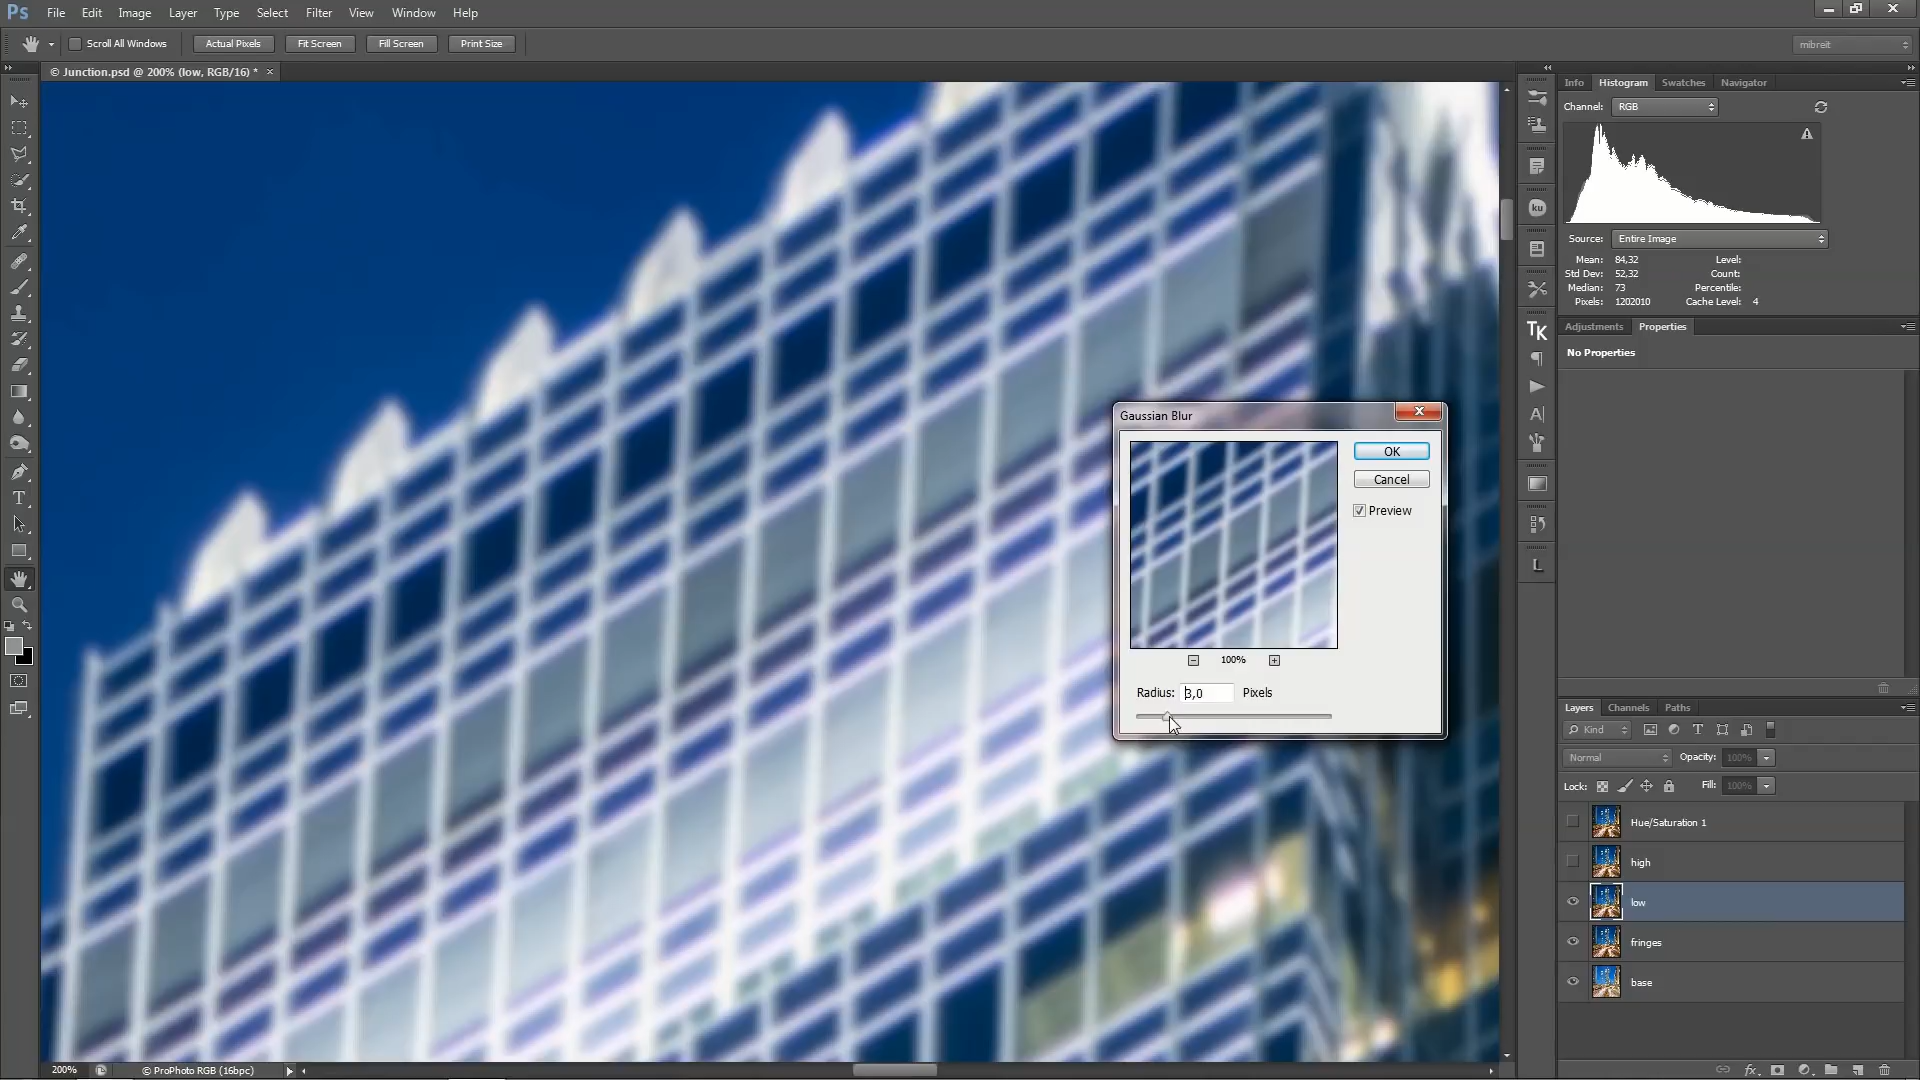 Ps File Edit Image Layer Type Select Filter View Window Help
Scroll All Windows Actual Pixels Fit Screen Fill Screen Print Size mibreit
© Junction.psd @ 200% (low, RGB/16) * ×
Info Histogram Swatches Navigator
Channel: RGB
Source: Entire Image
Mean: 84,32 Level:
Std Dev: 52,32 Count:
Median: 73 Percentile:
Pixels: 1202010 Cache Level: 4
Adjustments Properties
No Properties
ku
TK
A
L
T
Gaussian Blur
OK
Cancel
Preview
100%
Radius: 3,0 Pixels
Layers Channels Paths
Kind T
Normal Opacity: 100%
Lock: Fill: 100%
Hue/Saturation 1
high
low
fringes
base
fx
200% © ProPhoto RGB (16bpc)